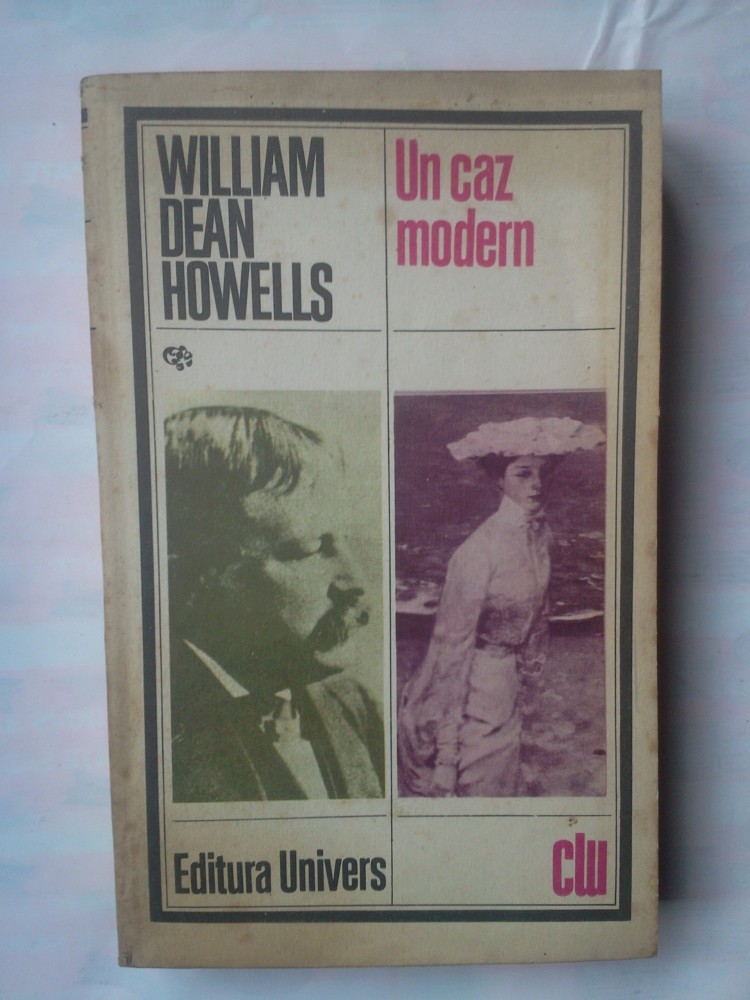 WILLIAM
DEAN
HOWELLS
Un caz
modern
Editura Univers
clu